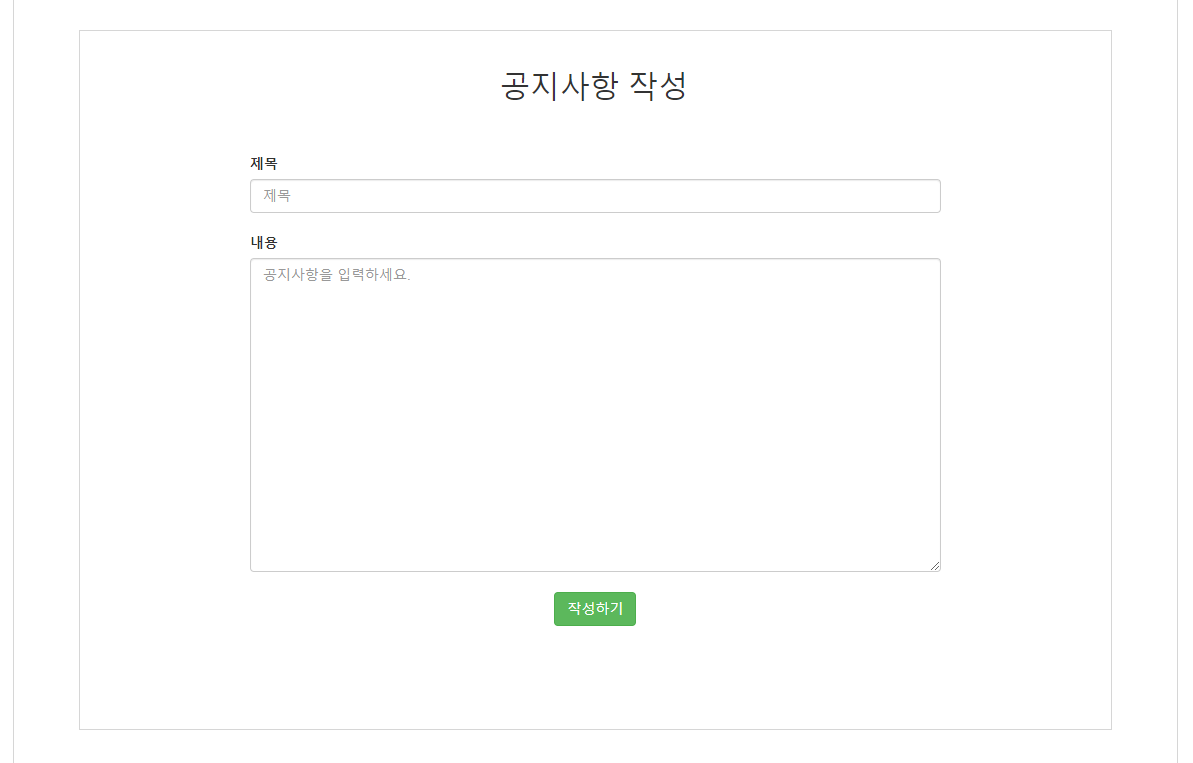 공지사항 작성
제목
제목
내용
공지사항을 입력하세요.
작성하기